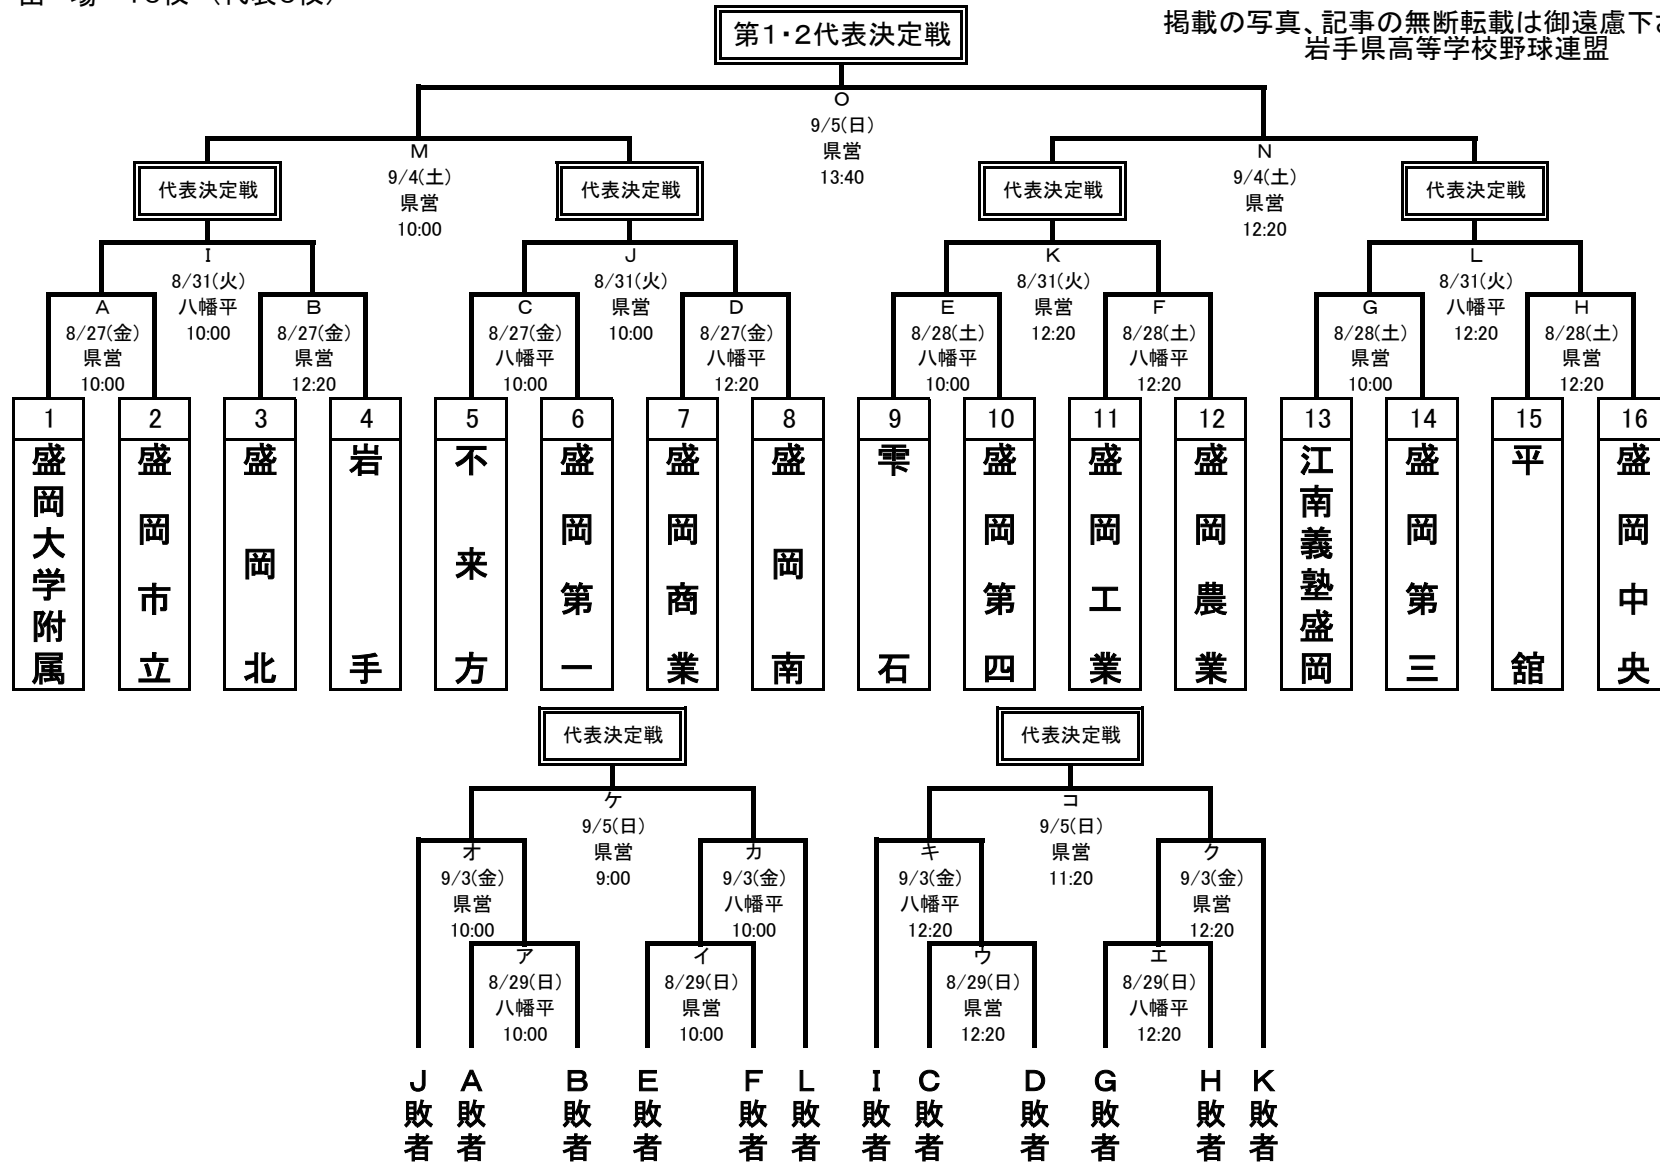 第1・2代表決定戦
掲載の写真、記事の無断転載は御遠慮下
岩手県高等学校野球連盟
O
9/5(日)
県営
13:40
M
9/4(土)
県営
10:00
N
9/4(土)
県営
12:20
代表決定戦
代表決定戦
代表決定戦
代表決定戦
I
8/31(火)
八幡平
10:00
J
8/31(火)
県営
10:00
K
8/31(火)
県営
12:20
L
8/31(火)
八幡平
12:20
A
8/27(金)
県営
10:00
B
8/27(金)
県営
12:20
C
8/27(金)
八幡平
10:00
D
8/27(金)
八幡平
12:20
E
8/28(土)
八幡平
10:00
F
8/28(土)
八幡平
12:20
G
8/28(土)
県営
10:00
H
8/28(土)
県営
12:20
1
盛岡大学附属
2
盛岡市立
3
盛岡北
4
岩手
5
不来方
6
盛岡第一
7
盛岡商業
8
盛岡南
9
雫石
10
盛岡第四
11
盛岡工業
12
盛岡農業
13
江南義塾盛岡
14
盛岡第三
15
平舘
16
盛岡中央
代表決定戦
代表決定戦
ケ
9/5(日)
県営
9:00
コ
9/5(日)
県営
11:20
オ
9/3(金)
県営
10:00
カ
9/3(金)
八幡平
10:00
キ
9/3(金)
八幡平
12:20
ク
9/3(金)
県営
12:20
ア
8/29(日)
八幡平
10:00
イ
8/29(日)
県営
10:00
ウ
8/29(日)
県営
12:20
エ
8/29(日)
八幡平
12:20
J敗者
A敗者
B敗者
E敗者
F敗者
L敗者
I敗者
C敗者
D敗者
G敗者
H敗者
K敗者